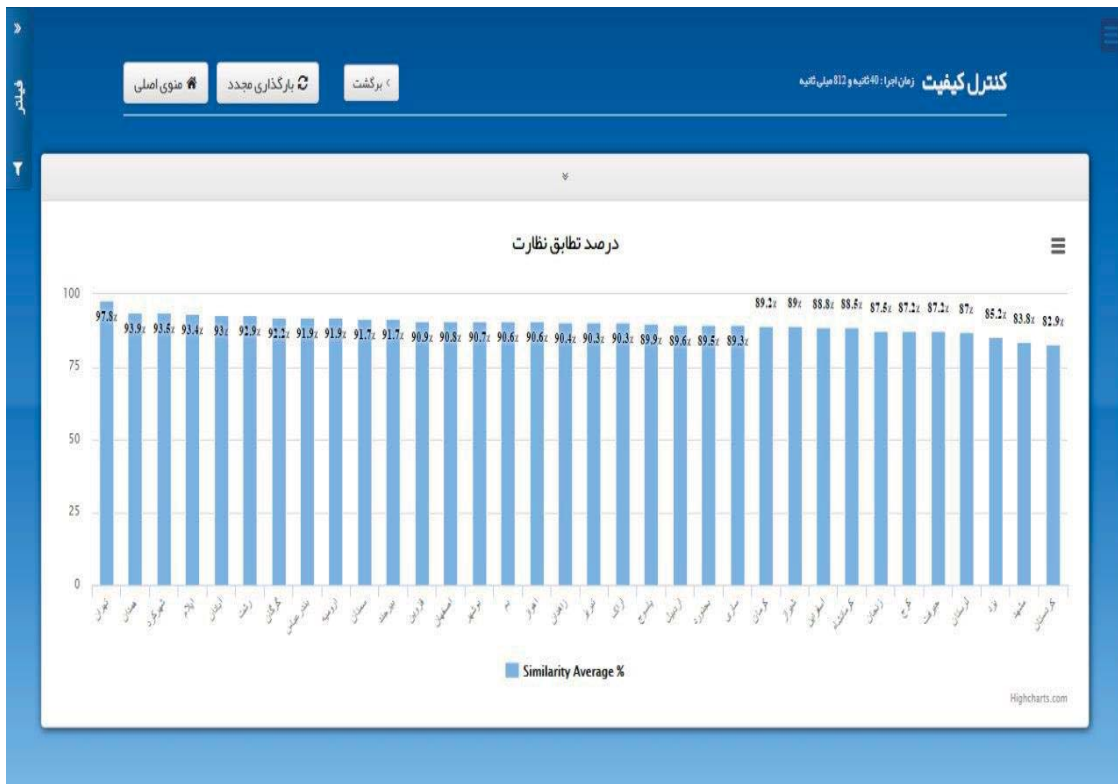 کنترل کیفیت زمان اجرا : 40 ثانیه و 812 میلی ثانیه
برگشت
بارگذاری مجدد
منوی اصلی
فیلتر
درصد تطابق نظارت
100
75
50
25
0
97.8% 93.9% 93.5% 93.4% 93% 92.9% 92.2% 91.9% 91.9% 91.7% 91.7% 90.9% 90.8% 90.7% 90.6% 90.6% 90.4% 90.3% 90.3% 89.9% 89.6% 89.5% 89.3% 89.2% 89% 88.8% 88.5% 87.5% 87.2% 87.2% 87% 85.2% 83.8% 82.9%
تهران همدان شهرکرد ایلام رشت گرگان بندرعباس ارومیه سمنان بیرجند قزوین اصفهان بوشهر قم اهواز زاهدان تبریز اراک یاسوج اردبیل بجنورد ساری کرمان شیراز اسفراین کرمانشاه زنجان کرج جیرفت لرستان یزد مشهد کردستان
Similarity Average %
Highcharts.com